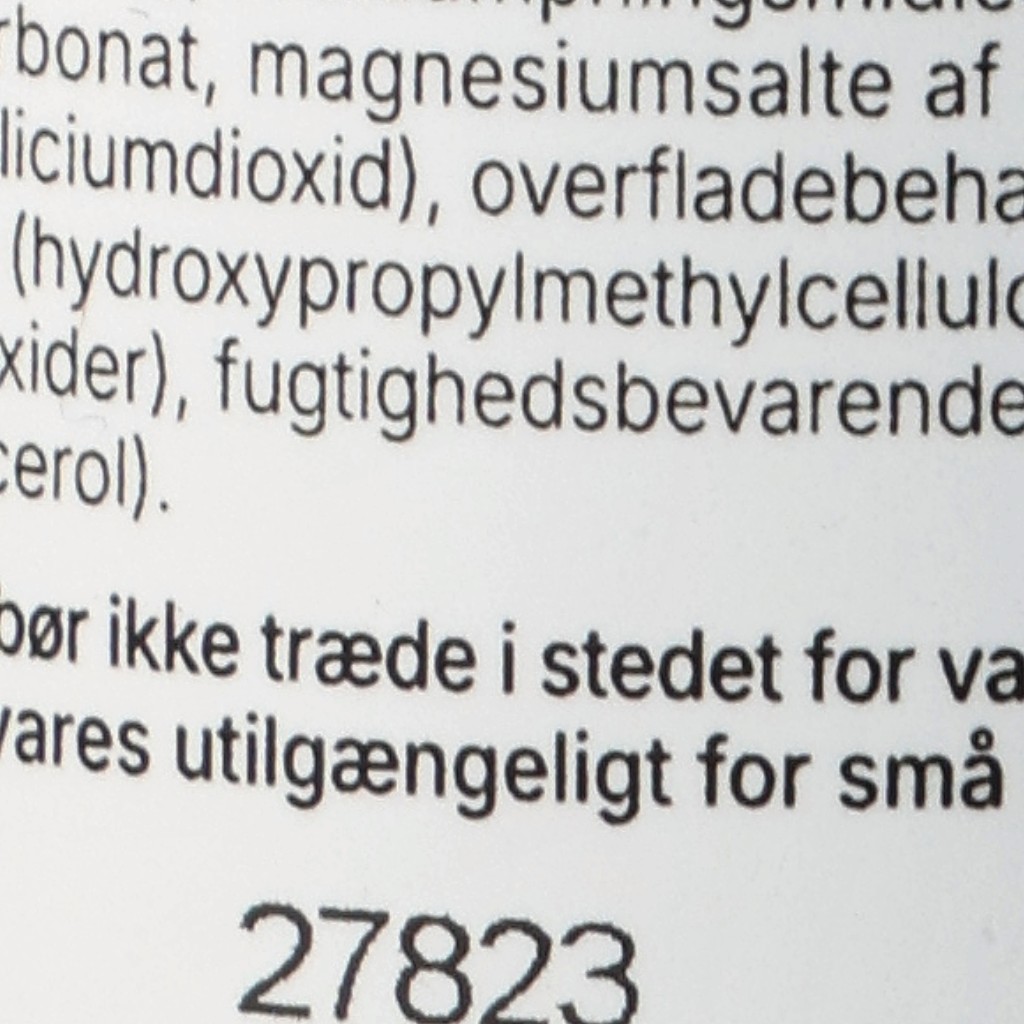 rbonat, magnesiumsalte af
liciumdioxid), overfladebeha
(hydroxypropylmethylcellulo
xider), fugtighedsbevarende
cerol).
bør ikke træde i stedet for va
vares utilgængeligt for små
27823